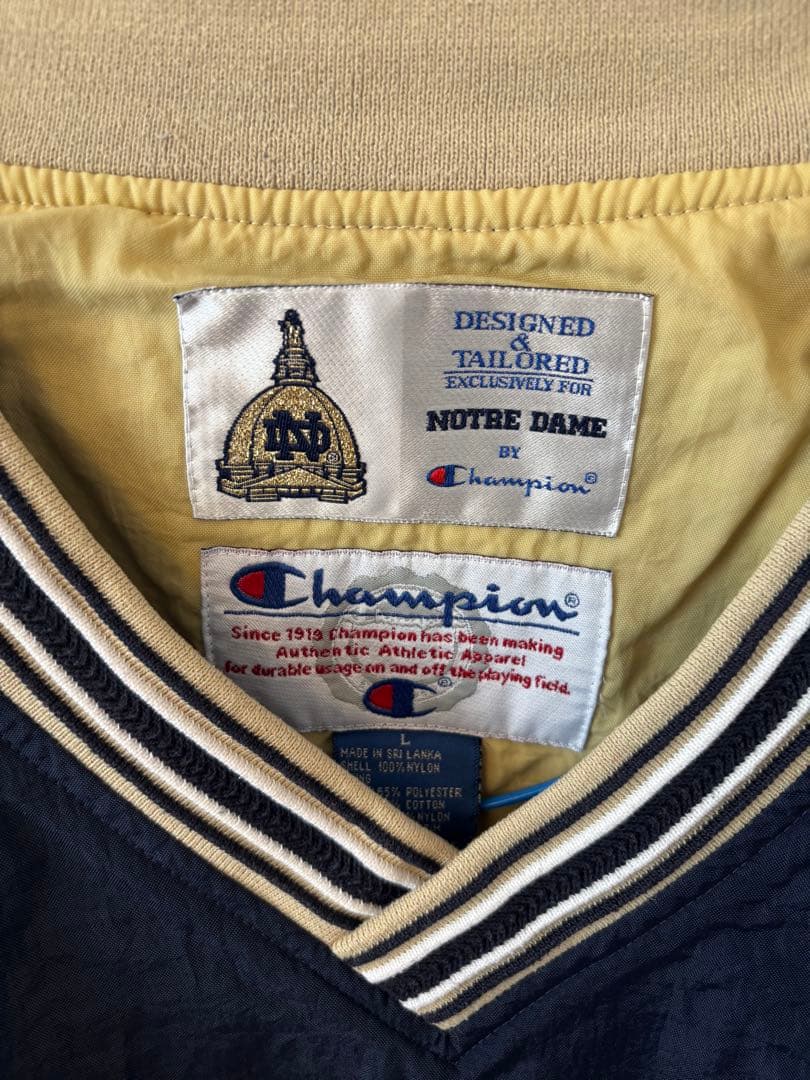 ND
®
DESIGNED
&
TAILORED
EXCLUSIVELY FOR
NOTRE DAME
BY
Champion®
Champion®
Since 1919 Champion has been making
Authentic Athletic Apparel
for durable usage on and off the playing field.
®
L
MADE IN SRI LANKA
SHELL 100% NYLON
65% POLYESTER
COTTON
NYLON